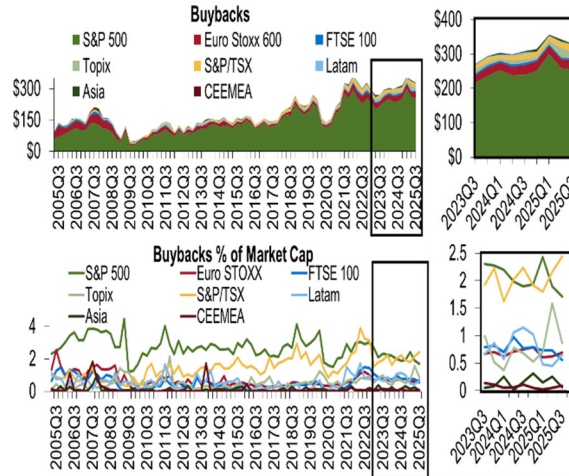 Buybacks
S&P 500 Euro Stoxx 600 FTSE 100
Topix S&P/TSX Latam
Asia CEEMEA
$300
$150
$0
2005Q3 2006Q3 2007Q3 2008Q3 2009Q3 2010Q3 2011Q3 2012Q3 2013Q3 2014Q3 2015Q3 2016Q3 2017Q3 2018Q3 2019Q3 2020Q3 2021Q3 2022Q3 2023Q3 2024Q3 2025Q3
$400
$300
$200
$100
$0
2023Q3 2024Q1 2024Q3 2025Q1 2025Q3
Buybacks % of Market Cap
S&P 500 Euro STOXX FTSE 100
Topix S&P/TSX Latam
Asia CEEMEA
4
2
0
2005Q3 2006Q3 2007Q3 2008Q3 2009Q3 2010Q3 2011Q3 2012Q3 2013Q3 2014Q3 2015Q3 2016Q3 2017Q3 2018Q3 2019Q3 2020Q3 2021Q3 2022Q3 2023Q3 2024Q3 2025Q3
2.5
2
1.5
1
0.5
0
2023Q3 2024Q1 2024Q3 2025Q1 2025Q3